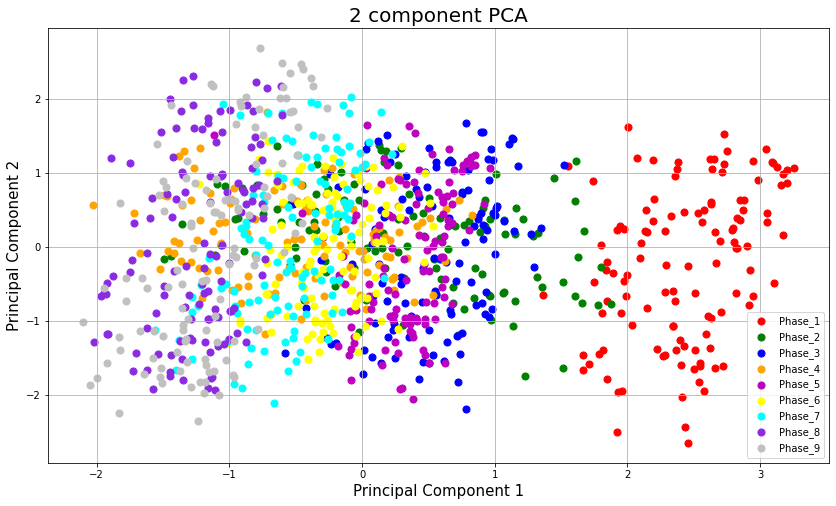 2 component PCA
Principal Component 2
2
1
0
−1
−2
−2
−1
0
1
2
3
Principal Component 1
Phase_1
Phase_2
Phase_3
Phase_4
Phase_5
Phase_6
Phase_7
Phase_8
Phase_9